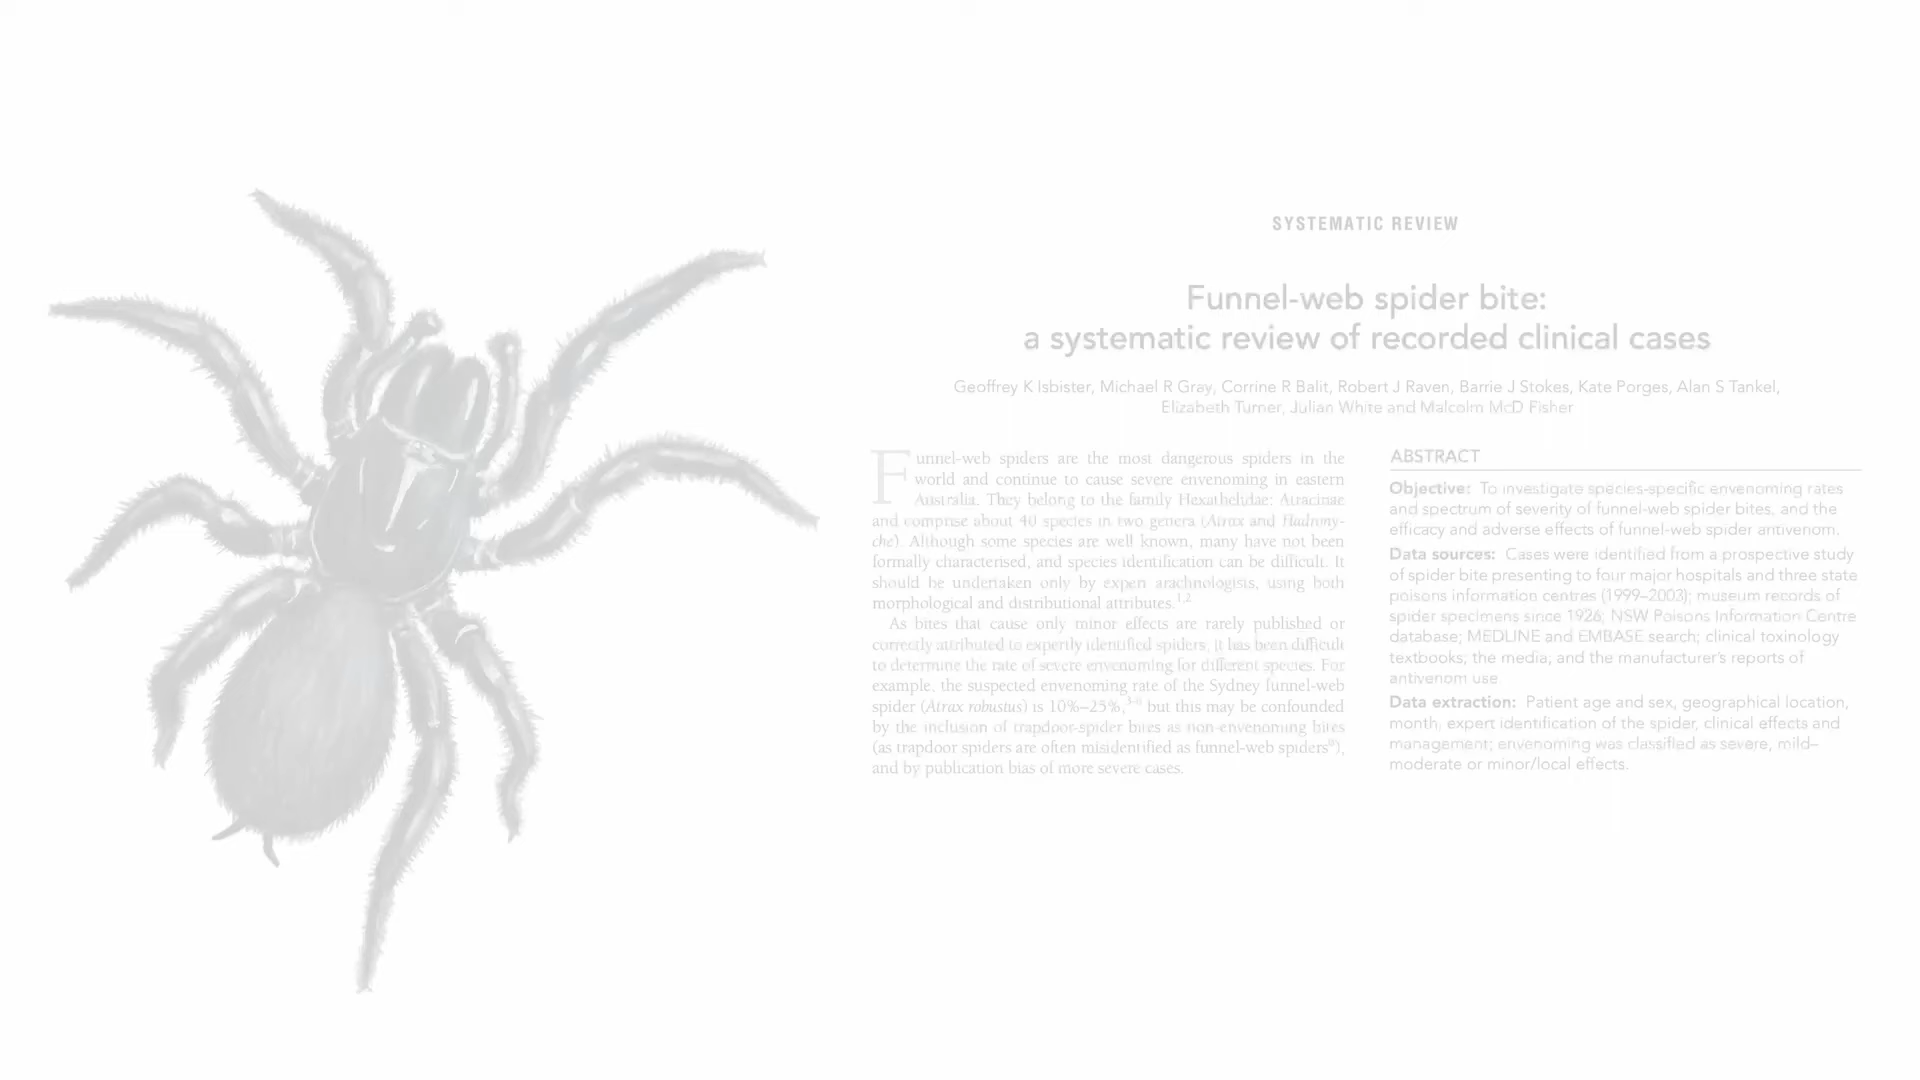 SYSTEMATIC REVIEW
Funnel-web spider bite:
a systematic review of recorded clinical cases
Geoffrey K Isbister, Michael R Gray, Corrine R Balit, Robert J Raven, Barrie J Stokes, Kate Porges, Alan S Tankel,
Elizabeth Turner, Julian White and Malcolm McD Fisher
Funnel-web spiders are the most dangerous spiders in the
world and continue to cause severe envenoming in eastern
Australia. They belong to the family Hexathelidae: Atracinae
and comprise about 40 species in two genera (Atrax and Hadrony-
che). Although some species are well known, many have not been
formally characterised, and species identification can be difficult. It
should be undertaken only by expert arachnologists, using both
morphological and distributional attributes.1,2
As bites that cause only minor effects are rarely published or
correctly attributed to expertly identified spiders, it has been difficult
to determine the rate of severe envenoming for different species. For
example, the suspected envenoming rate of the Sydney funnel-web
spider (Atrax robustus) is 10%–25%, but this may be confounded
by the inclusion of trapdoor-spider bites as non-envenoming bites
(as trapdoor spiders are often misidentified as funnel-web spiders),
and by publication bias of more severe cases.
ABSTRACT
Objective: To investigate species-specific envenoming rates
and spectrum of severity of funnel-web spider bites, and the
efficacy and adverse effects of funnel-web spider antivenom.
Data sources: Cases were identified from a prospective study
of spider bite presenting to four major hospitals and three state
poisons information centres (1999–2003); museum records of
spider specimens since 1926; NSW Poisons Information Centre
database; MEDLINE and EMBASE search; clinical toxinology
textbooks; the media; and the manufacturer's reports of
antivenom use
Data extraction: Patient age and sex, geographical location,
month, expert identification of the spider, clinical effects and
management; envenoming was classified as severe, mild–
moderate or minor/local effects.